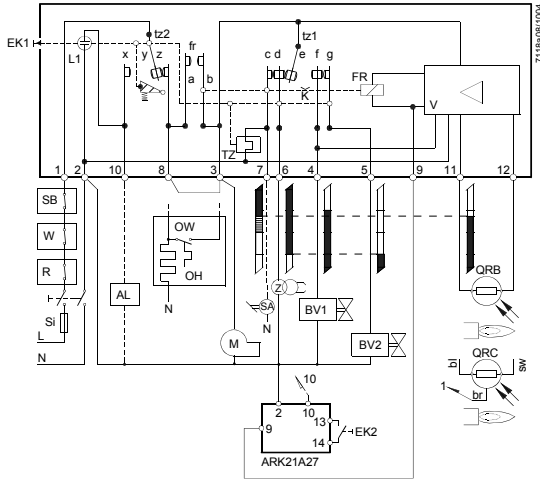 7118a08/1004
EK1
tz2
tz1
fr
x y z
a b
c d e f g
L1
K
FR
V
TZ
1 2 10 8 3 7 6 4 5 9 11 12
SB
W
R
Si
L
N
AL
OW
OH
N
M
SA
N
Z
BV1
BV2
QRB
QRC
bl
sw
br
1
10
2 10
9
13
14
EK2
ARK21A27